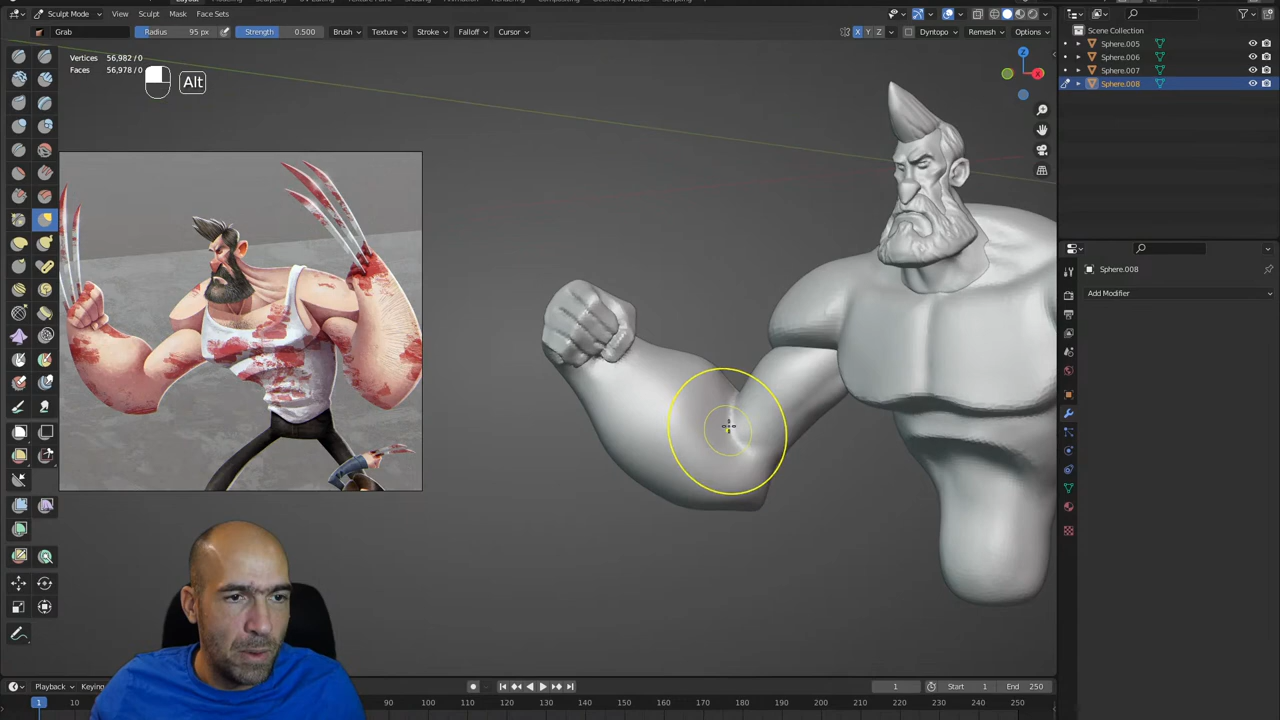 Sculpt Mode View Sculpt Mask Face Sets
Scene Collection
Grab Radius 95 px Strength 0.500 Brush Texture Stroke Falloff Cursor X Y Z Dyntopo Remesh Options
Sphere.005
Sphere.006
Sphere.007
Sphere.008
Vertices 56,982 / 0
Faces 56,978 / 0
Alt
Z
X
Sphere.008
Add Modifier
Playback Keying
1 Start 1 End 250
1 10 100 110 120 130 140 150 160 170 180 190 200 210 220 230 240 250